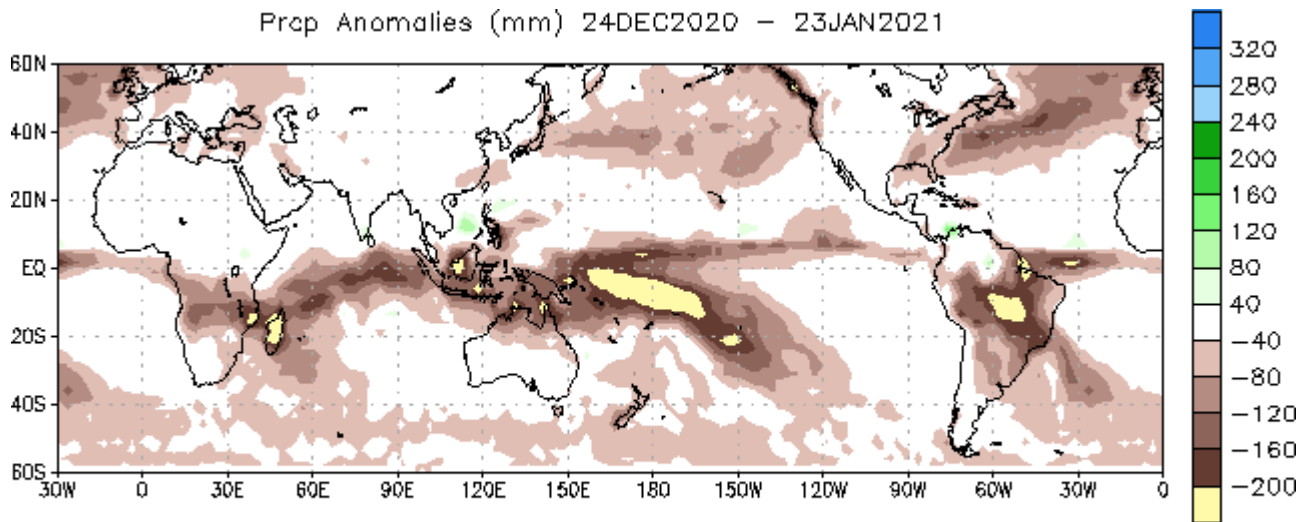 Prcp Anomalies (mm) 24DEC2020 – 23JAN2021
60N
40N
20N
EQ
20S
40S
60S
30W 0 30E 60E 90E 120E 150E 180 150W 120W 90W 60W 30W 0
320
280
240
200
160
120
80
40
−40
−80
−120
−160
−200